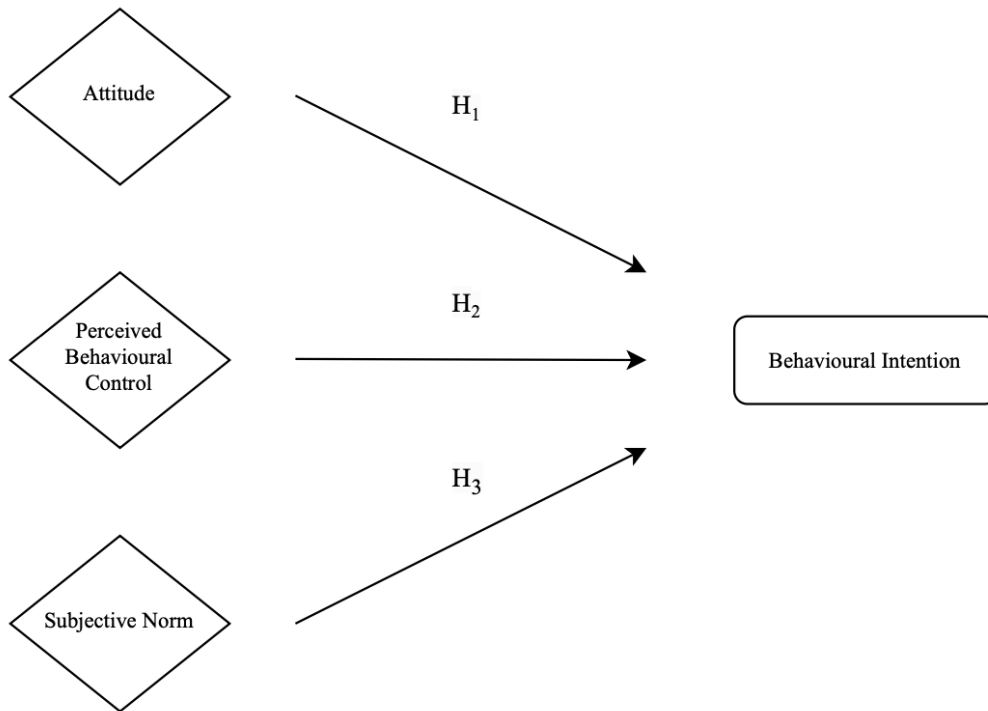 Attitude
H₁
Perceived
Behavioural
Control
H₂
Behavioural Intention
H₃
Subjective Norm